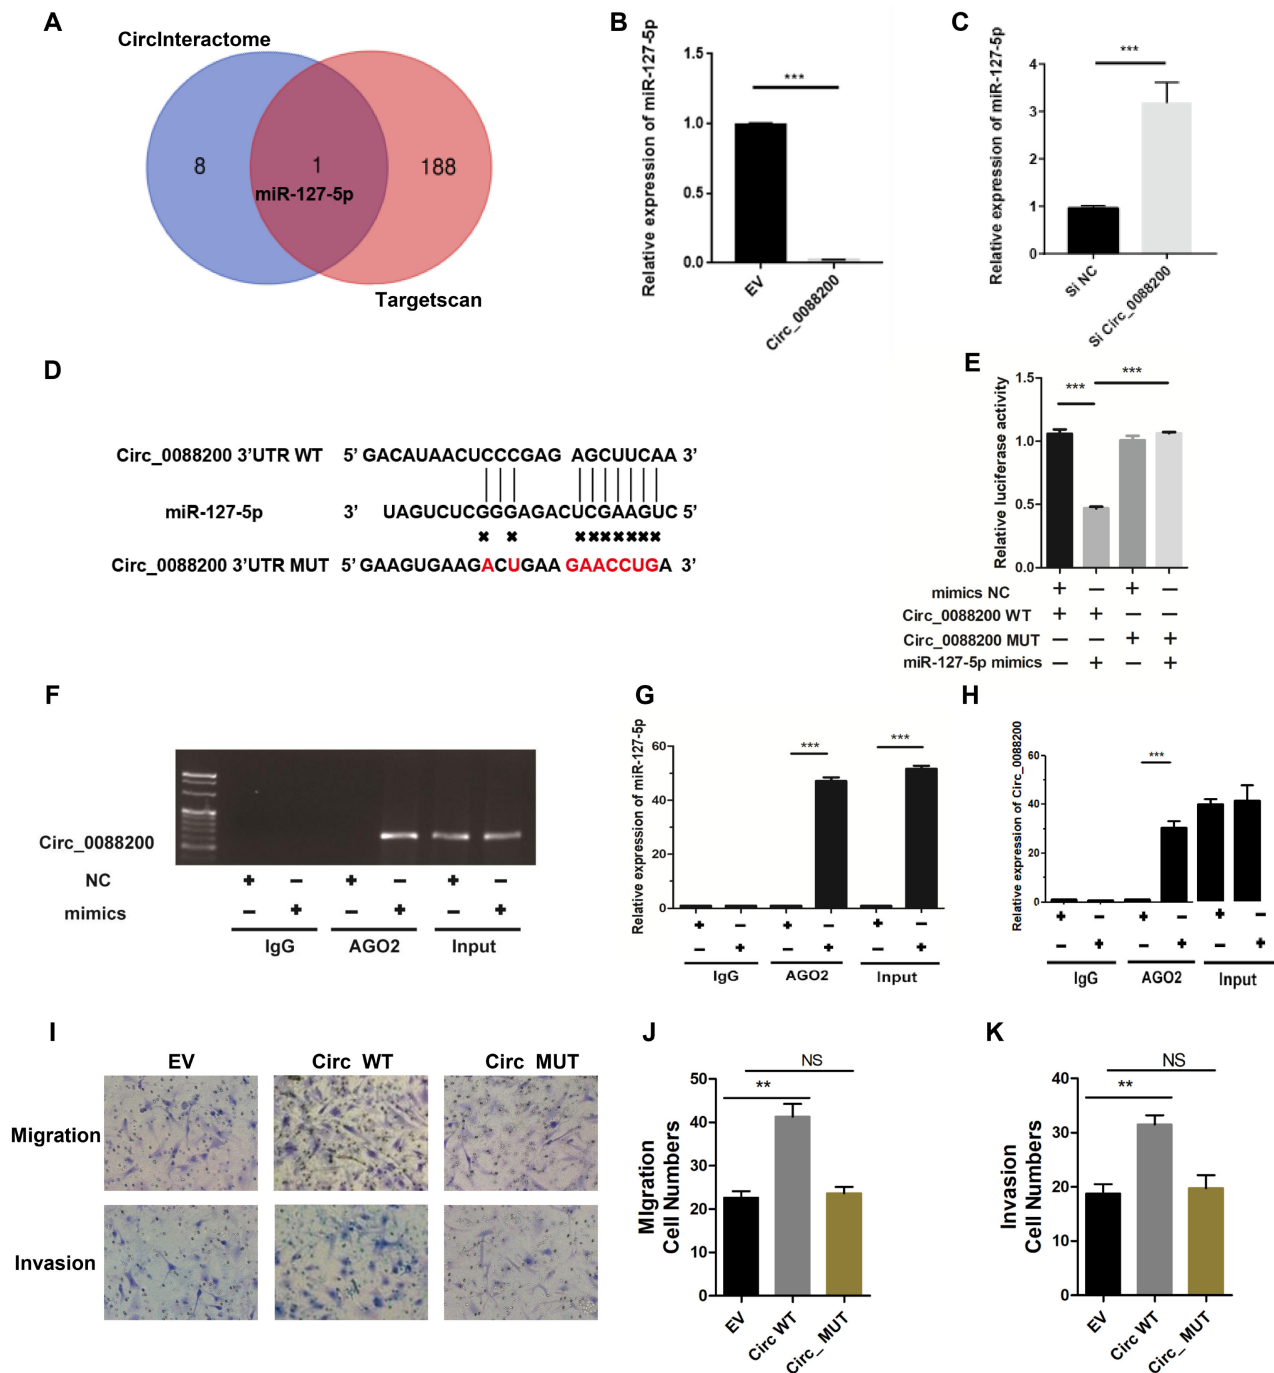 A
CircInteractome
8
1
188
miR-127-5p
Targetscan
B
Relative expression of miR-127-5p
1.5
1.0
0.5
0.0
***
EV
Circ_0088200
C
Relative expression of miR-127-5p
4
3
2
1
0
***
Si NC
Si Circ_0088200
D
Circ_0088200 3'UTR WT 5' GACAUAACUCCCGAG AGCUUCAA 3'
miR-127-5p 3' UAGUCUCGGGAGACUCGAAGUC 5'
Circ_0088200 3'UTR MUT 5' GAAGUGAAGACUGAA GAACCUGA 3'
E
Relative luciferase activity
1.5
1.0
0.5
0.0
***
***
mimics NC + − + −
Circ_0088200 WT + + − −
Circ_0088200 MUT − − + +
miR-127-5p mimics − + − +
F
Circ_0088200
NC + − + − + −
mimics − + − + − +
IgG AGO2 Input
G
Relative expression of miR-127-5p
60
40
20
0
***
***
+ − + − + −
− + − + − +
IgG AGO2 Input
H
Relative expression of Circ_0088200
60
40
20
0
***
+ − + − + −
− + − + − +
IgG AGO2 Input
I
EV Circ WT Circ MUT
Migration
Invasion
J
MIgration
Cell Numbers
50
40
30
20
10
0
NS
**
EV
Circ WT
Circ_ MUT
K
Invasion
Cell Numbers
40
30
20
10
0
NS
**
EV
Circ WT
Circ_ MUT